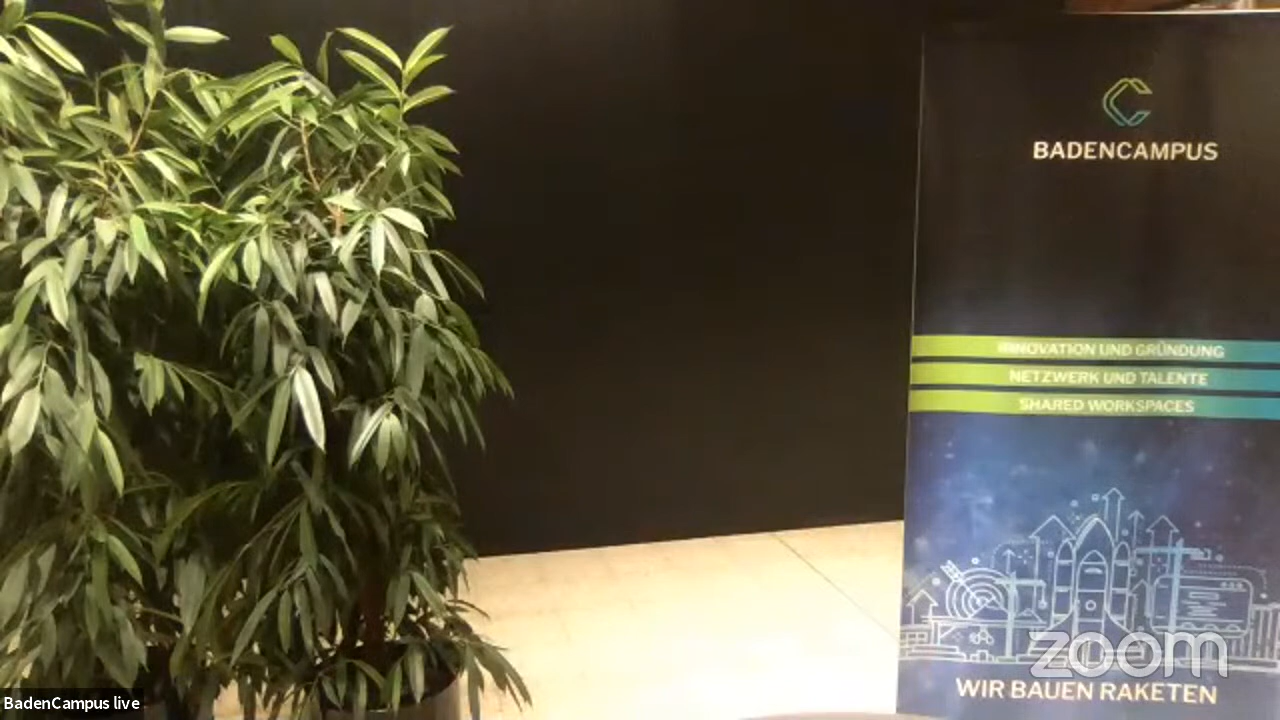 BADENCAMPUS
INNOVATION UND GRÜNDUNG
NETZWERK UND TALENTE
SHARED WORKSPACES
zoom
WIR BAUEN RAKETEN
BadenCampus live